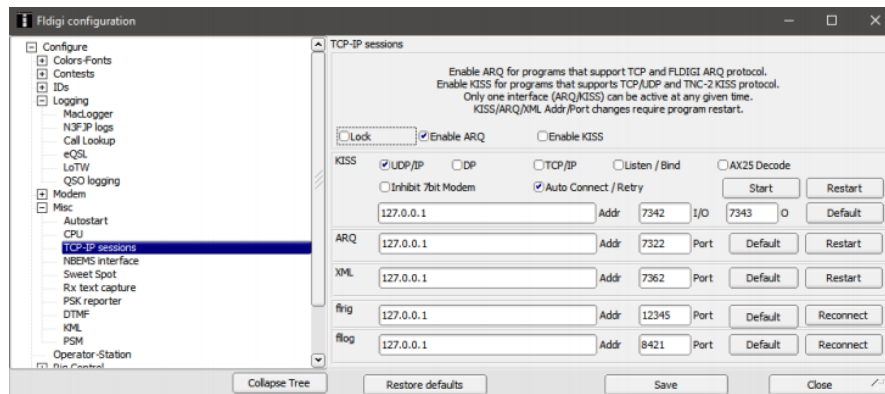 Fldigi configuration
Configure
Colors-Fonts
Contests
IDs
Logging
MacLogger
N3FJP logs
Call Lookup
eQSL
LoTW
QSO logging
Modem
Misc
Autostart
CPU
TCP-IP sessions
NBEMS interface
Sweet Spot
Rx text capture
PSK reporter
DTMF
KML
PSM
Operator-Station
Rig Control
Collapse Tree
TCP-IP sessions
Enable ARQ for programs that support TCP and FLDIGI ARQ protocol.
Enable KISS for programs that supports TCP/UDP and TNC-2 KISS protocol.
Only one interface (ARQ/KISS) can be active at any given time.
KISS/ARQ/XML Addr/Port changes require program restart.
Lock Enable ARQ Enable KISS
KISS UDP/IP DP TCP/IP Listen / Bind AX25 Decode
Inhibit 7bit Modem Auto Connect / Retry Start Restart
127.0.0.1 Addr 7342 I/O 7343 O Default
ARQ 127.0.0.1 Addr 7322 Port Default Restart
XML 127.0.0.1 Addr 7362 Port Default Restart
flrig 127.0.0.1 Addr 12345 Port Default Reconnect
fllog 127.0.0.1 Addr 8421 Port Default Reconnect
Restore defaults Save Close